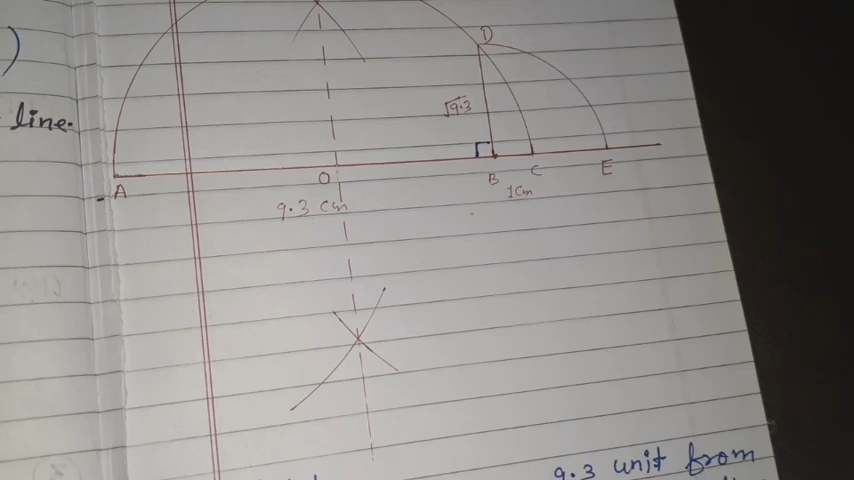 )
line.
D
√9.3
A
O
B
C
E
1cm
9.3 cm
9.3 unit from